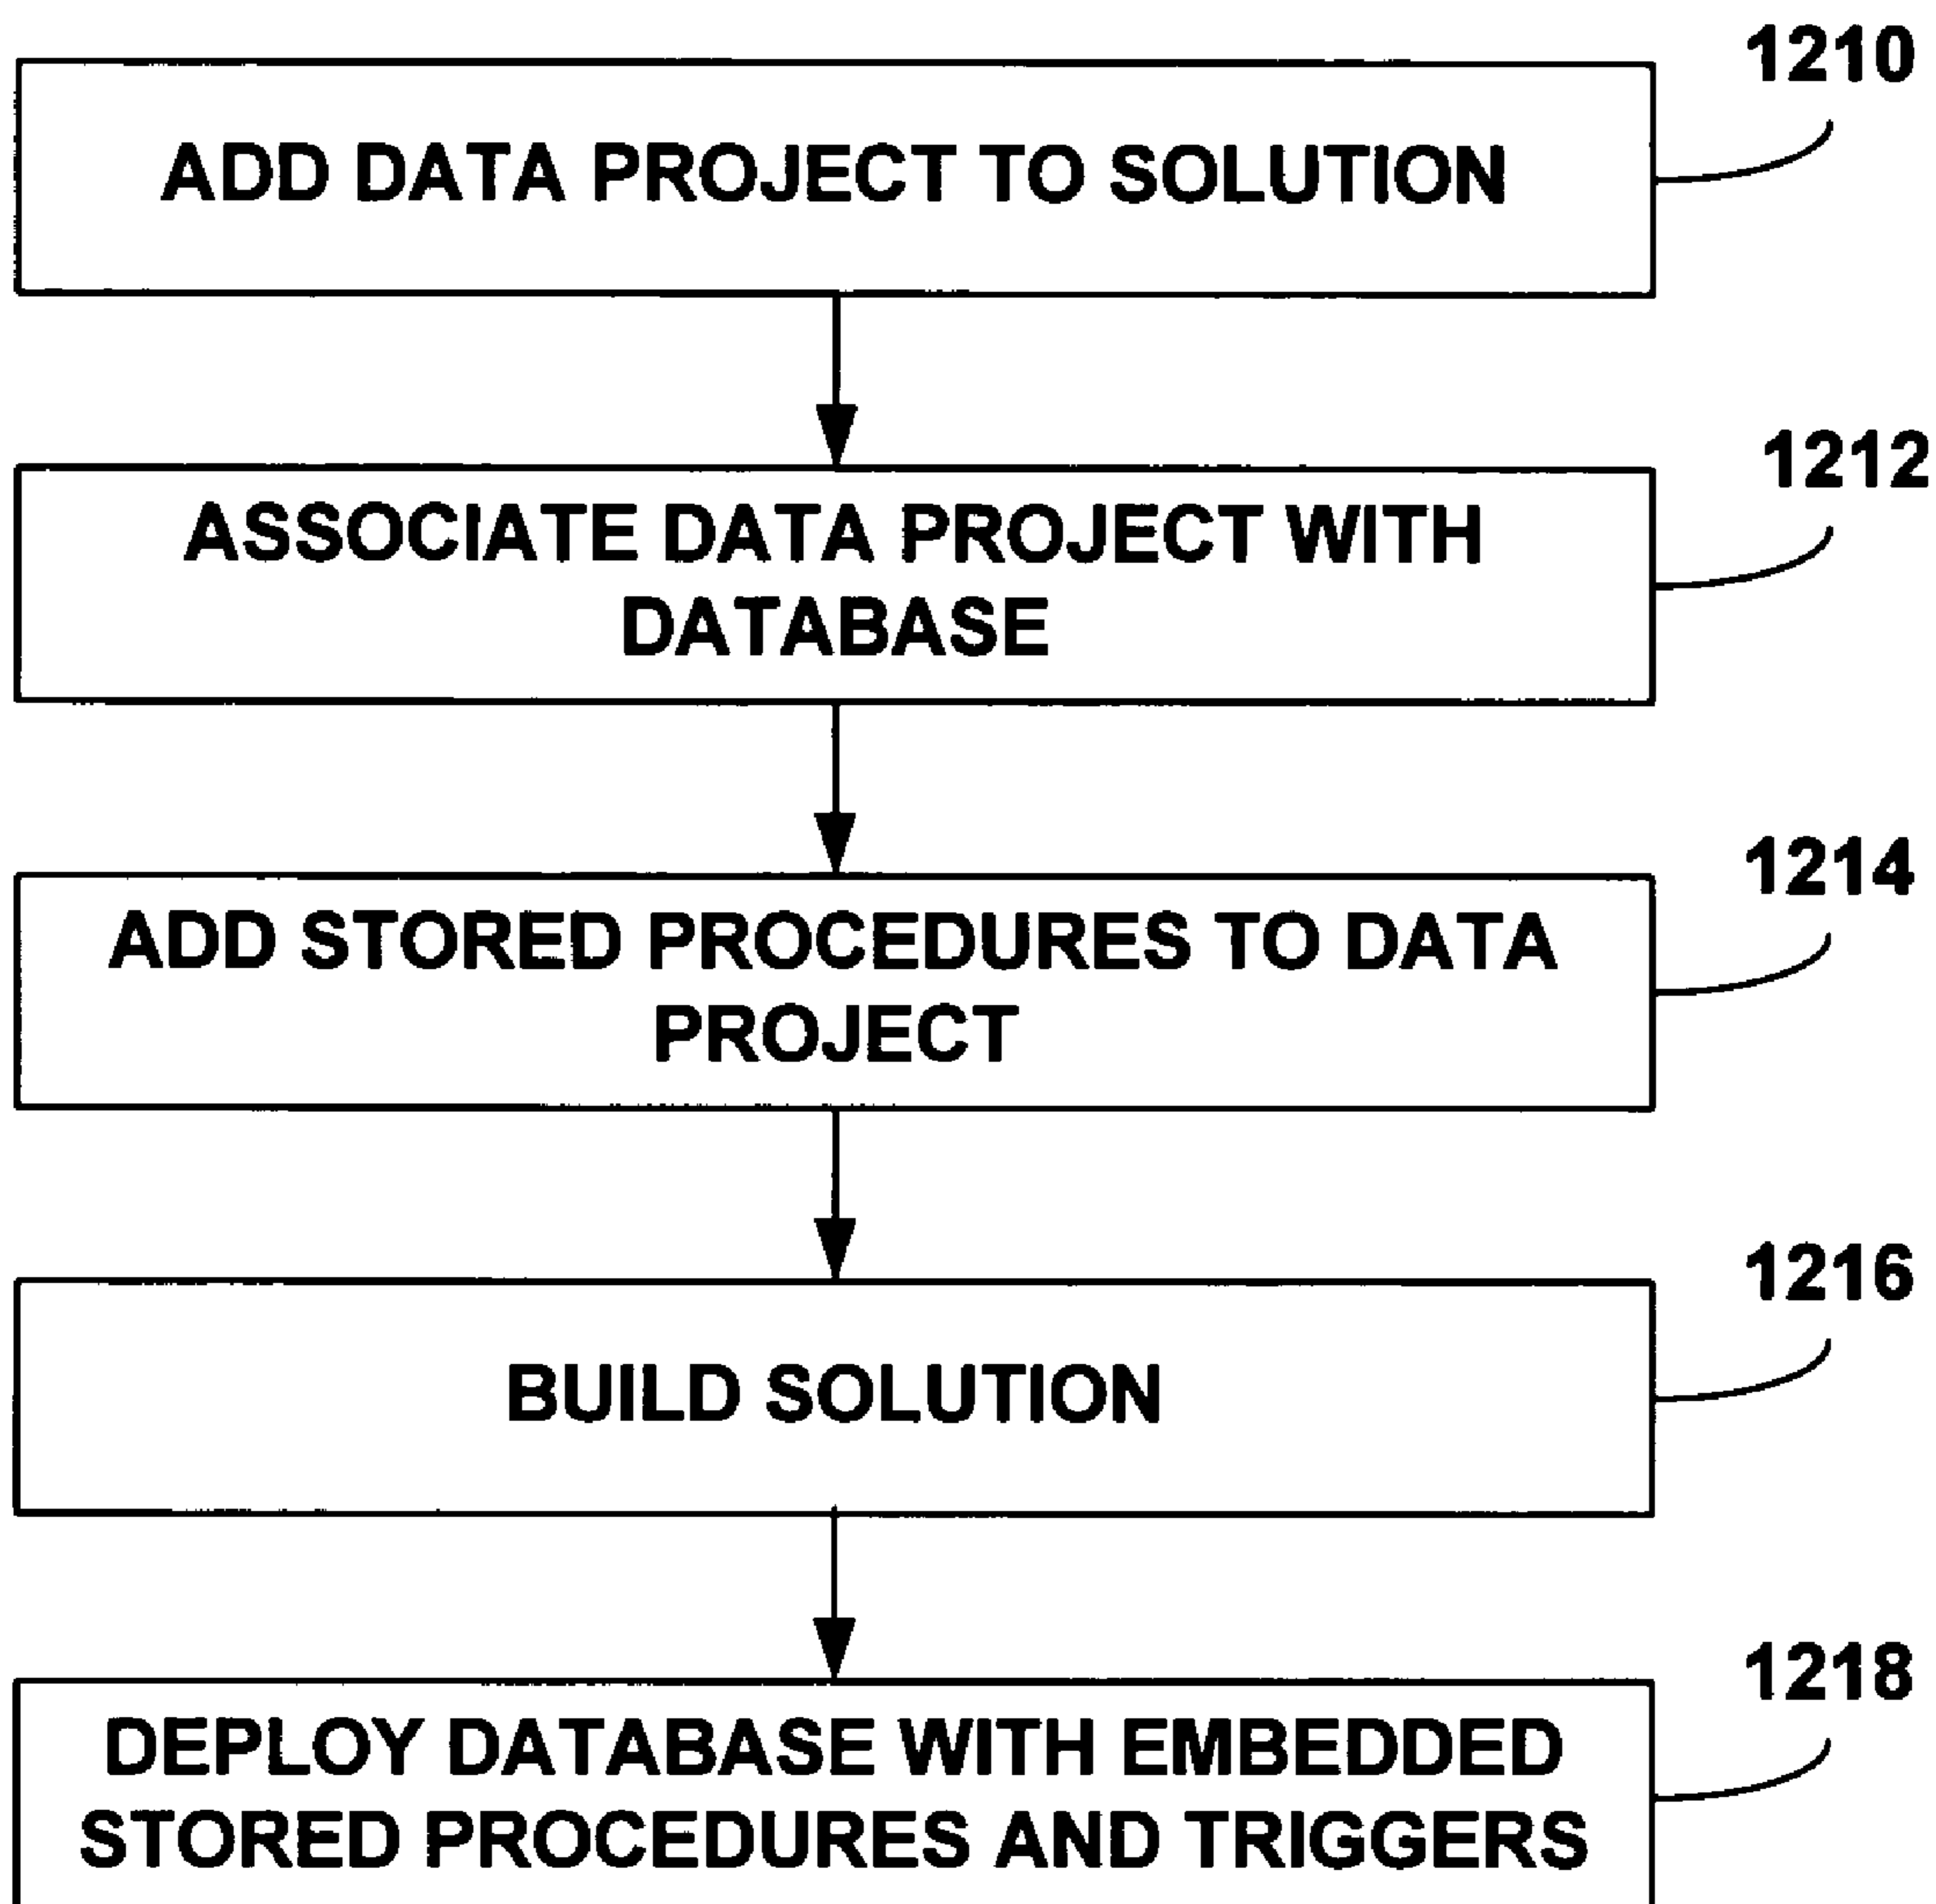 1210
ADD DATA PROJECT TO SOLUTION
1212
ASSOCIATE DATA PROJECT WITH
DATABASE
1214
ADD STORED PROCEDURES TO DATA
PROJECT
1216
BUILD SOLUTION
1218
DEPLOY DATABASE WITH EMBEDDED
STORED PROCEDURES AND TRIGGERS